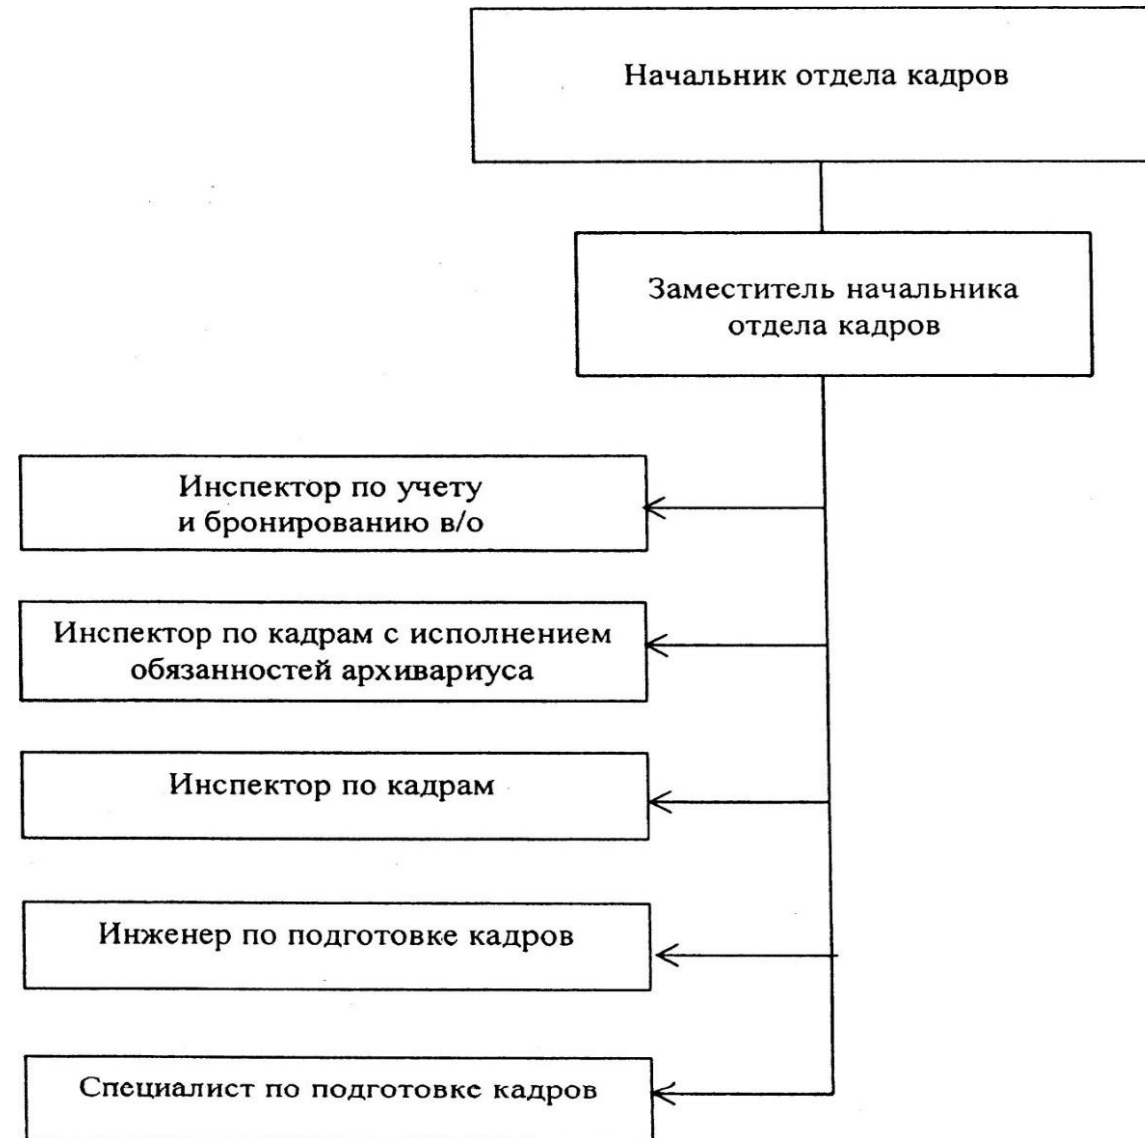 Начальник отдела кадров
Заместитель начальника
отдела кадров
Инспектор по учету
и бронированию в/о
Инспектор по кадрам с исполнением
обязанностей архивариуса
Инспектор по кадрам
Инженер по подготовке кадров
Специалист по подготовке кадров